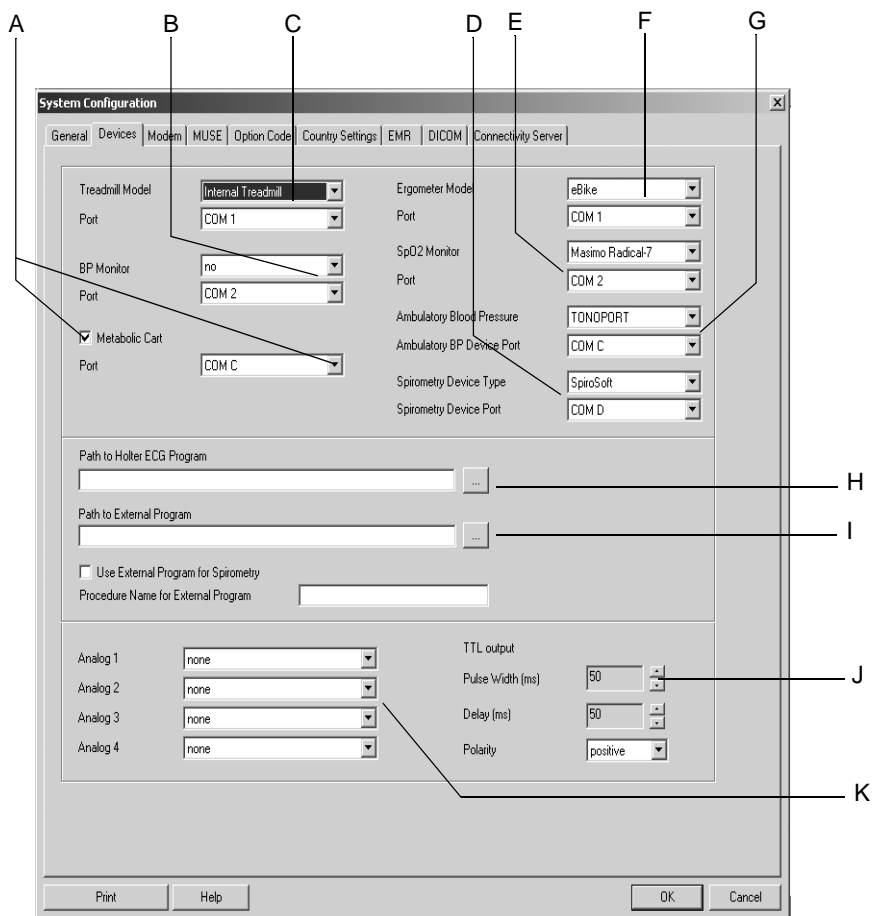 A B C D E F G
System Configuration
General Devices Modem MUSE Option Code Country Settings EMR DICOM Connectivity Server
Treadmill Model Internal Treadmill
Port COM 1
BP Monitor no
Port COM 2
Metabolic Cart
Port COM C
Ergometer Model eBike
Port COM 1
SpO2 Monitor Masimo Radical-7
Port COM 2
Ambulatory Blood Pressure TONOPORT
Ambulatory BP Device Port COM C
Spirometry Device Type SpiroSoft
Spirometry Device Port COM D
Path to Holter ECG Program
... H
Path to External Program
... I
Use External Program for Spirometry
Procedure Name for External Program
Analog 1 none
Analog 2 none
Analog 3 none
Analog 4 none
TTL output
Pulse Width (ms) 50 J
Delay (ms) 50
Polarity positive
K
Print Help OK Cancel